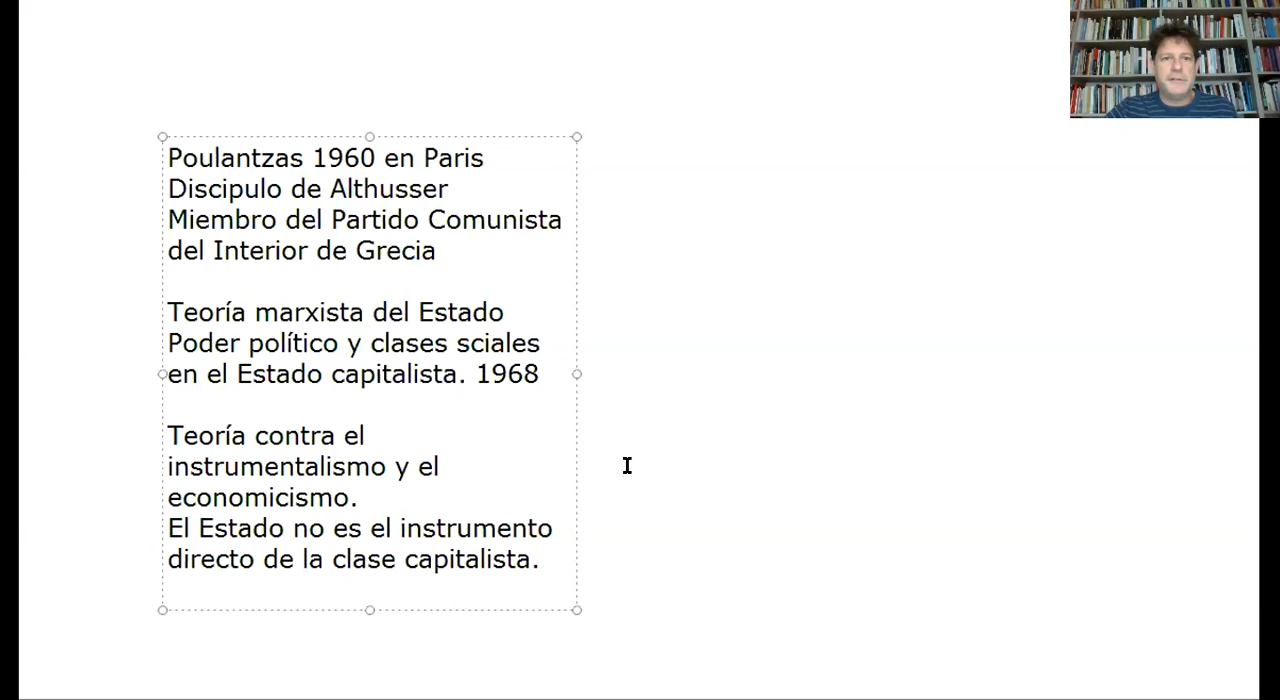 Poulantzas 1960 en Paris
Discipulo de Althusser
Miembro del Partido Comunista
del Interior de Grecia
Teoría marxista del Estado
Poder político y clases sciales
en el Estado capitalista. 1968
Teoría contra el
instrumentalismo y el
economicismo.
El Estado no es el instrumento
directo de la clase capitalista.